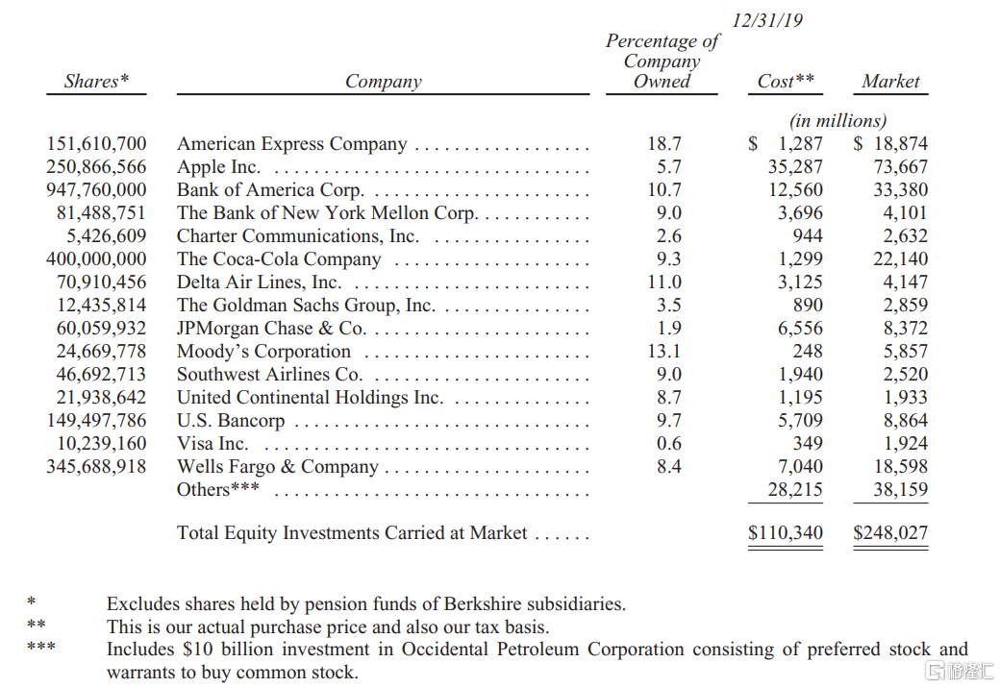 12/31/19
Percentage of
Company
Shares* Company Owned Cost** Market
(in millions)
151,610,700 American Express Company . . . . . . . . . . . . . . . . . . . 18.7 $ 1,287 $ 18,874
250,866,566 Apple Inc. . . . . . . . . . . . . . . . . . . . . . . . . . . . . . . . . . 5.7 35,287 73,667
947,760,000 Bank of America Corp. . . . . . . . . . . . . . . . . . . . . . . . 10.7 12,560 33,380
81,488,751 The Bank of New York Mellon Corp. . . . . . . . . . . . . 9.0 3,696 4,101
5,426,609 Charter Communications, Inc. . . . . . . . . . . . . . . . . . 2.6 944 2,632
400,000,000 The Coca-Cola Company . . . . . . . . . . . . . . . . . . . . . 9.3 1,299 22,140
70,910,456 Delta Air Lines, Inc. . . . . . . . . . . . . . . . . . . . . . . . . . 11.0 3,125 4,147
12,435,814 The Goldman Sachs Group, Inc. . . . . . . . . . . . . . . . . 3.5 890 2,859
60,059,932 JPMorgan Chase & Co. . . . . . . . . . . . . . . . . . . . . . . . 1.9 6,556 8,372
24,669,778 Moody’s Corporation . . . . . . . . . . . . . . . . . . . . . . . . 13.1 248 5,857
46,692,713 Southwest Airlines Co. . . . . . . . . . . . . . . . . . . . . . . . 9.0 1,940 2,520
21,938,642 United Continental Holdings Inc. . . . . . . . . . . . . . . . 8.7 1,195 1,933
149,497,786 U.S. Bancorp . . . . . . . . . . . . . . . . . . . . . . . . . . . . . . . 9.7 5,709 8,864
10,239,160 Visa Inc. . . . . . . . . . . . . . . . . . . . . . . . . . . . . . . . . . . 0.6 349 1,924
345,688,918 Wells Fargo & Company . . . . . . . . . . . . . . . . . . . . . . 8.4 7,040 18,598
Others*** . . . . . . . . . . . . . . . . . . . . . . . . . . . . . . . . . 28,215 38,159
Total Equity Investments Carried at Market . . . . . . $110,340 $248,027
* Excludes shares held by pension funds of Berkshire subsidiaries.
** This is our actual purchase price and also our tax basis.
*** Includes $10 billion investment in Occidental Petroleum Corporation consisting of preferred stock and
warrants to buy common stock.
格隆汇